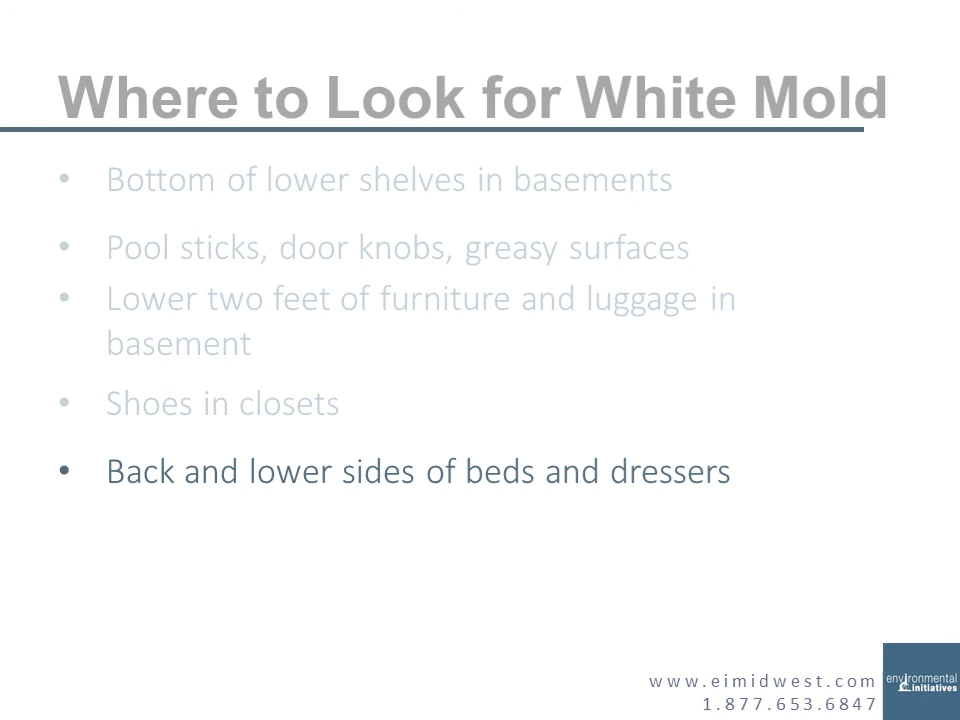 Where to Look for White Mold
• Bottom of lower shelves in basements
• Pool sticks, door knobs, greasy surfaces
• Lower two feet of furniture and luggage in
basement
• Shoes in closets
• Back and lower sides of beds and dressers
www.eimidwest.com
1.877.653.6847
environmental
initiatives